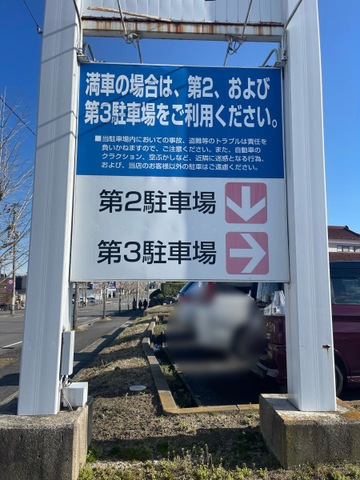 満車の場合は、第2、および
第3駐車場をご利用ください。
■当駐車場内においての事故、盗難等のトラブルは責任を
負いかねますので、ご注意ください。また、自動車の
クラクション、空ぶかしなど、近隣に迷惑となる行為、
および、当店のお客様以外の駐車はご遠慮ください。
第2駐車場
第3駐車場